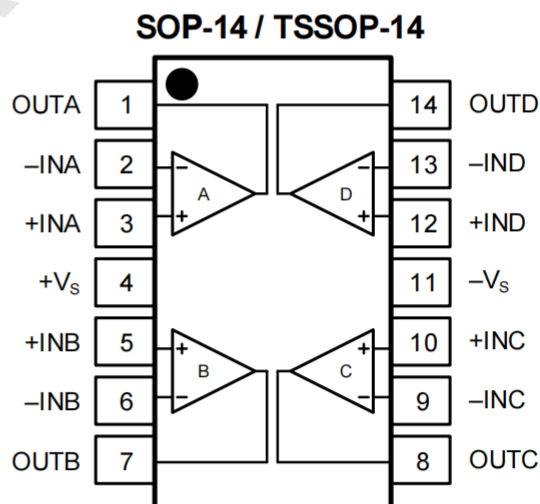 SOP-14 / TSSOP-14
OUTA 1 14 OUTD
–INA 2 − − 13 –IND
A D
+INA 3 + + 12 +IND
+VS 4 11 –VS
+INB 5 + + 10 +INC
B C
–INB 6 − − 9 –INC
OUTB 7 8 OUTC